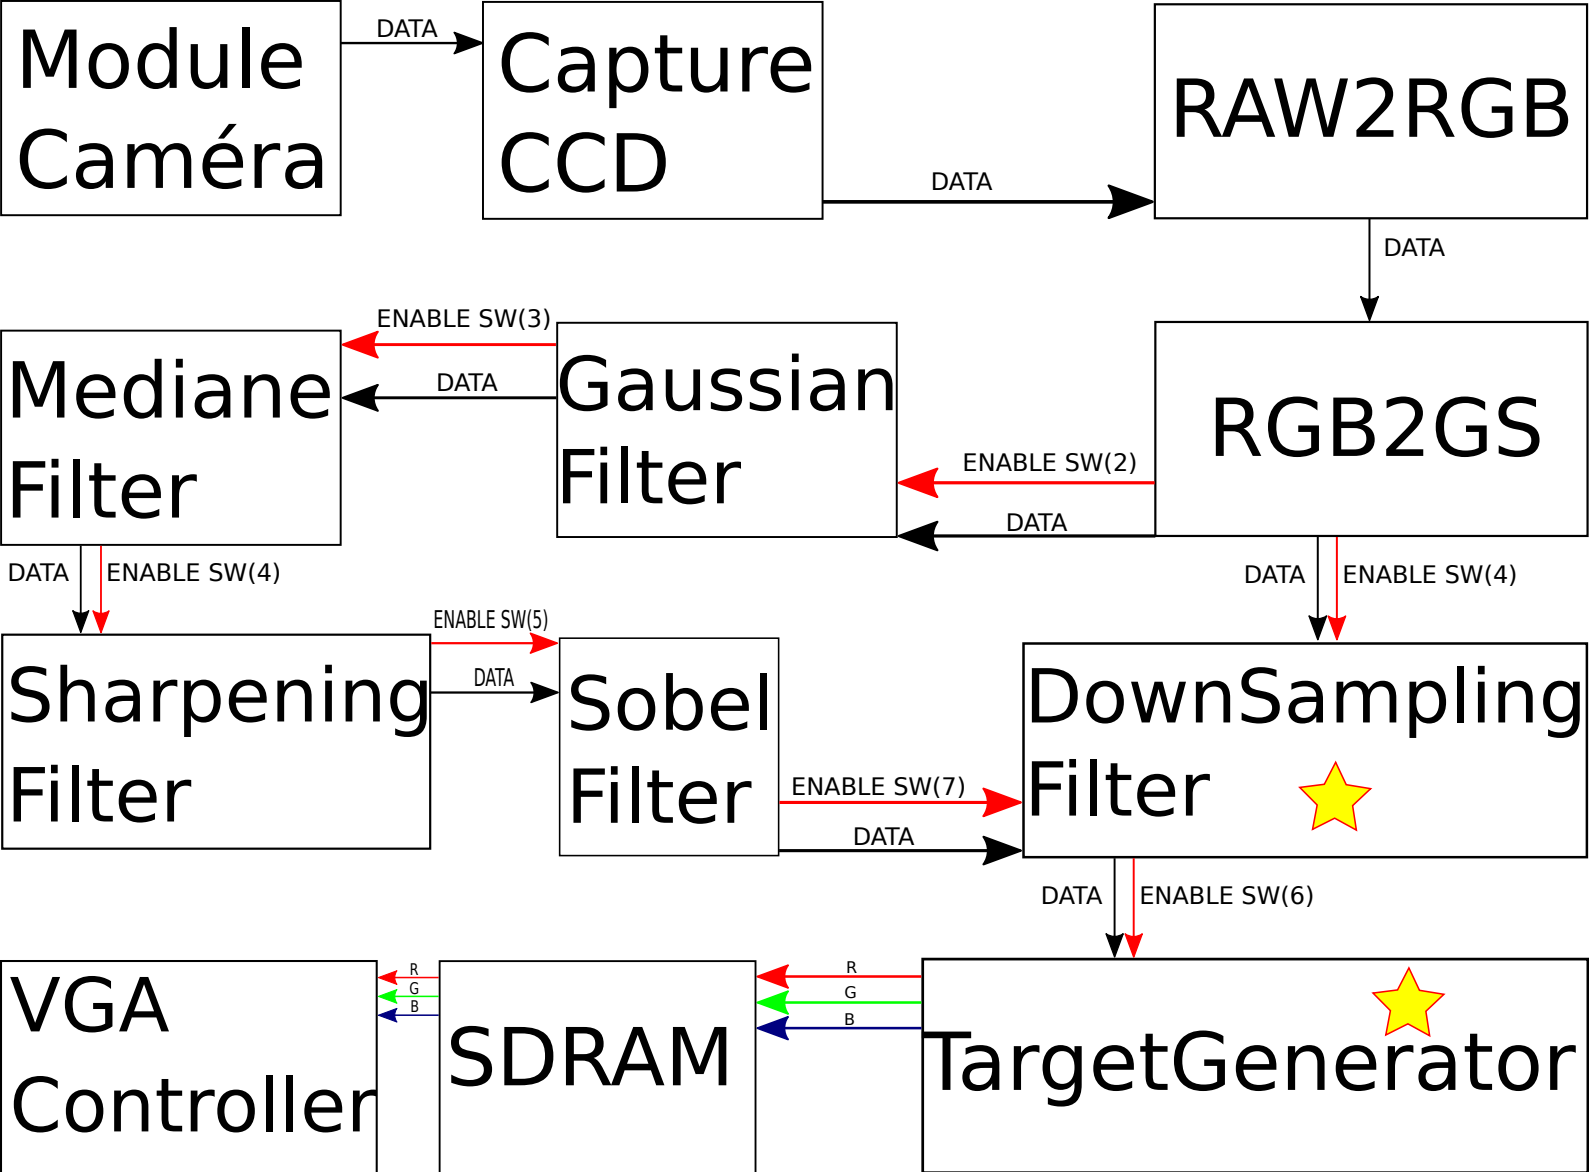 Module
Caméra
DATA
Capture
CCD
DATA
RAW2RGB
DATA
RGB2GS
ENABLE SW(2)
DATA
Gaussian
Filter
ENABLE SW(3)
DATA
Mediane
Filter
DATA
ENABLE SW(4)
DATA
ENABLE SW(4)
Sharpening
Filter
ENABLE SW(5)
DATA
Sobel
Filter
ENABLE SW(7)
DATA
DownSampling
Filter
DATA
ENABLE SW(6)
TargetGenerator
R
G
B
SDRAM
R
G
B
VGA
Controller